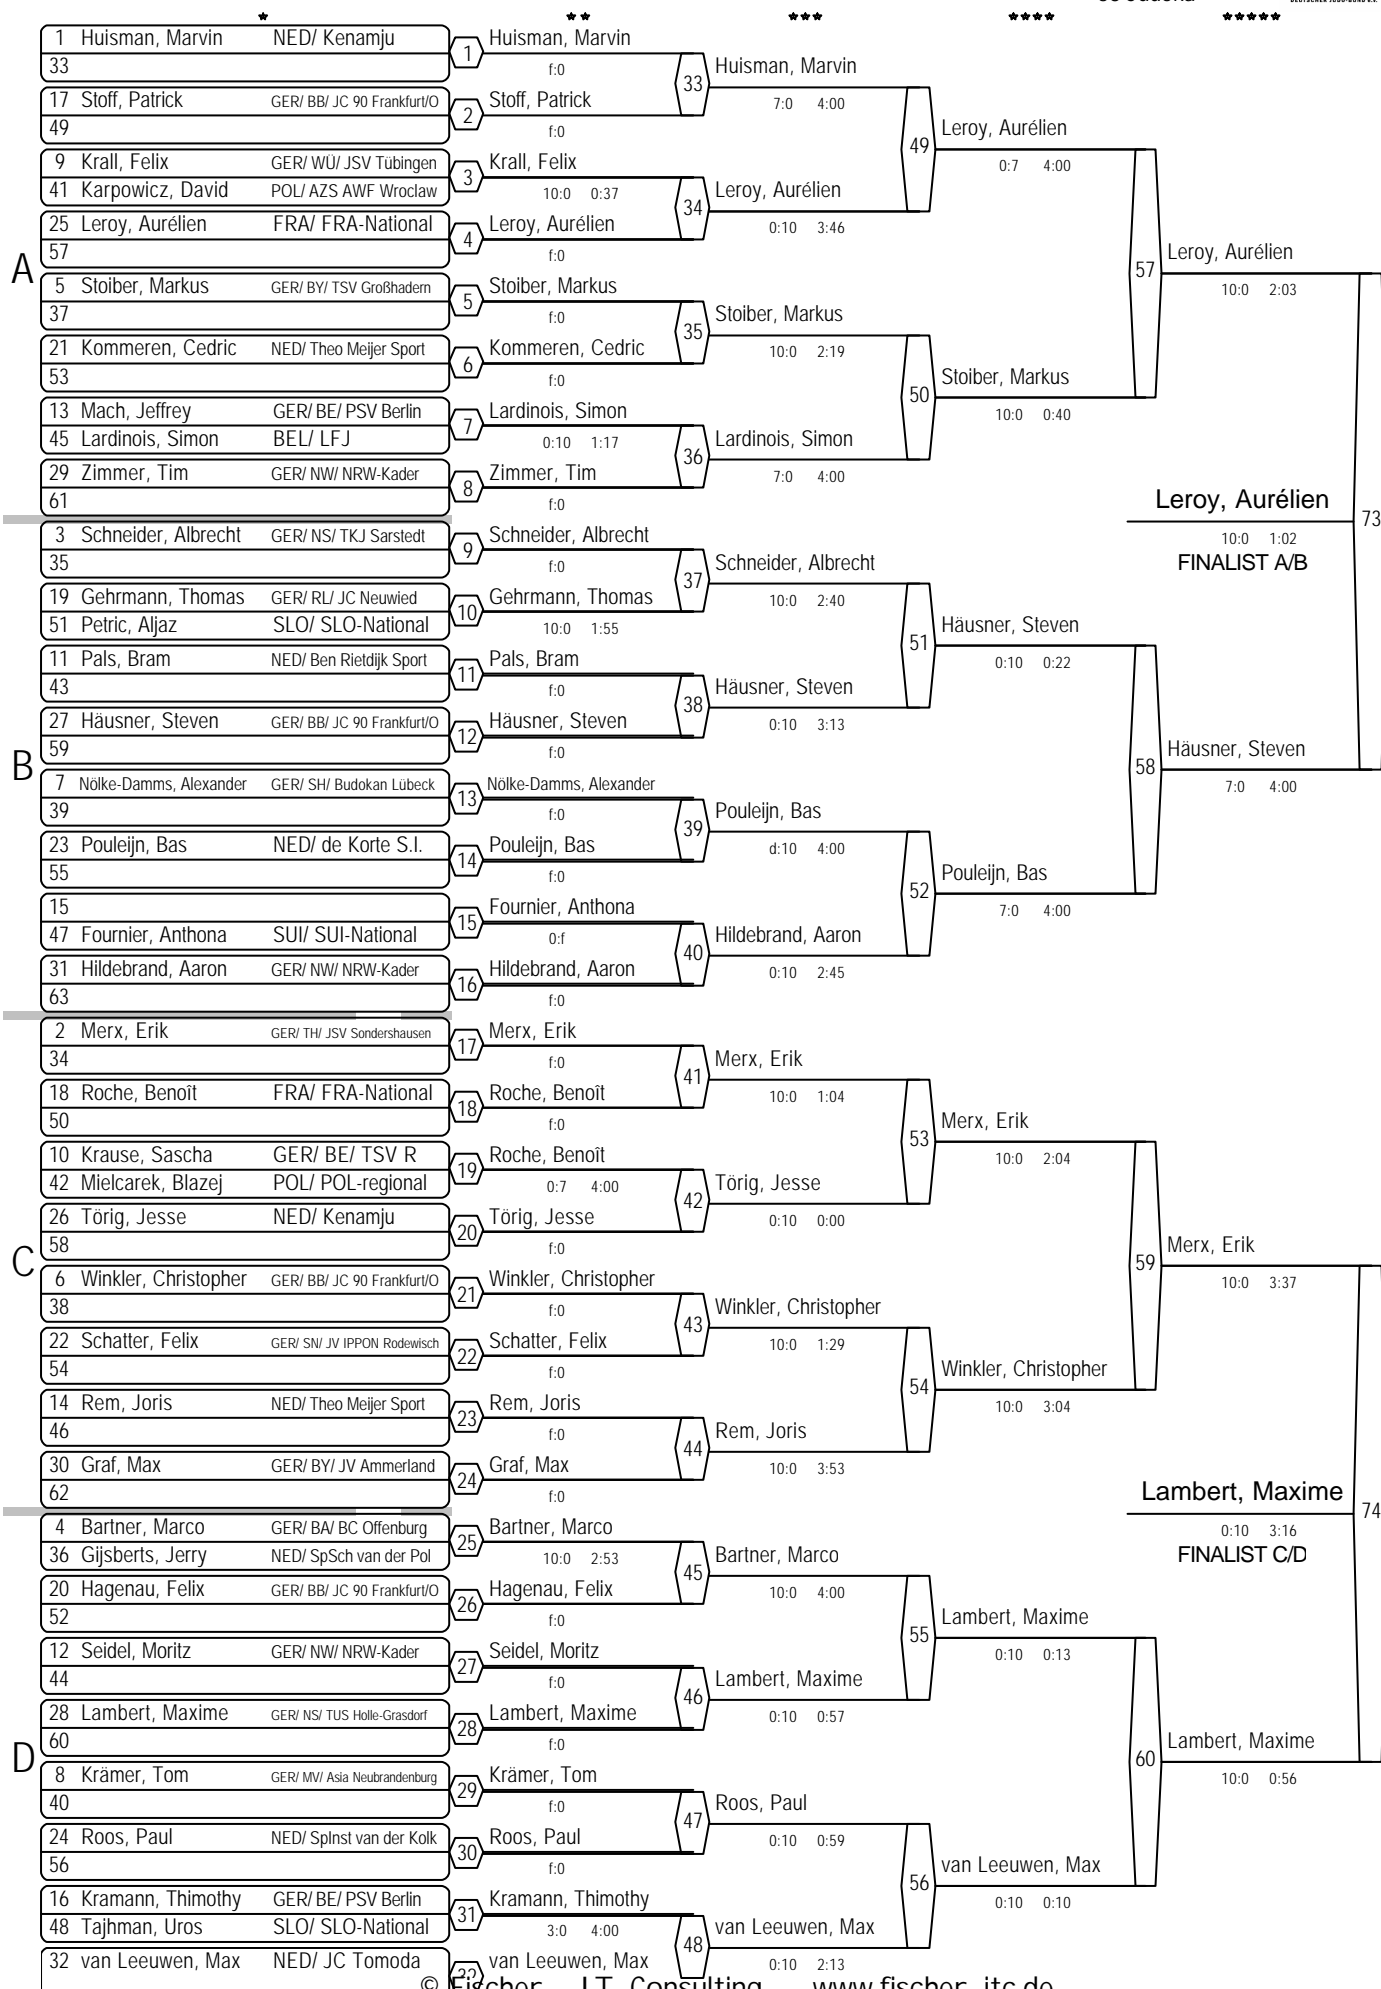 * ** *** **** *****
1 Huisman, Marvin NED/ Kenamju
33
1 Huisman, Marvin
f:0
17 Stoff, Patrick GER/ BB/ JC 90 Frankfurt/O
49
2 Stoff, Patrick
f:0
33 Huisman, Marvin
7:0 4:00
9 Krall, Felix GER/ WÜ/ JSV Tübingen
41 Karpowicz, David POL/ AZS AWF Wroclaw
3 Krall, Felix
10:0 0:37
25 Leroy, Aurélien FRA/ FRA-National
57
4 Leroy, Aurélien
f:0
34 Leroy, Aurélien
0:10 3:46
49 Leroy, Aurélien
0:7 4:00
A
5 Stoiber, Markus GER/ BY/ TSV Großhadern
37
5 Stoiber, Markus
f:0
21 Kommeren, Cedric NED/ Theo Meijer Sport
53
6 Kommeren, Cedric
f:0
35 Stoiber, Markus
10:0 2:19
13 Mach, Jeffrey GER/ BE/ PSV Berlin
45 Lardinois, Simon BEL/ LFJ
7 Lardinois, Simon
0:10 1:17
29 Zimmer, Tim GER/ NW/ NRW-Kader
61
8 Zimmer, Tim
f:0
36 Lardinois, Simon
7:0 4:00
50 Stoiber, Markus
10:0 0:40
57 Leroy, Aurélien
10:0 2:03
Leroy, Aurélien
73
10:0 1:02
FINALIST A/B
3 Schneider, Albrecht GER/ NS/ TKJ Sarstedt
35
9 Schneider, Albrecht
f:0
19 Gehrmann, Thomas GER/ RL/ JC Neuwied
51 Petric, Aljaz SLO/ SLO-National
10 Gehrmann, Thomas
10:0 1:55
37 Schneider, Albrecht
10:0 2:40
11 Pals, Bram NED/ Ben Rietdijk Sport
43
11 Pals, Bram
f:0
27 Häusner, Steven GER/ BB/ JC 90 Frankfurt/O
59
12 Häusner, Steven
f:0
38 Häusner, Steven
0:10 3:13
51 Häusner, Steven
0:10 0:22
B
7 Nölke-Damms, Alexander GER/ SH/ Budokan Lübeck
39
13 Nölke-Damms, Alexander
f:0
23 Pouleijn, Bas NED/ de Korte S.I.
55
14 Pouleijn, Bas
f:0
39 Pouleijn, Bas
d:10 4:00
15
47 Fournier, Anthona SUI/ SUI-National
15 Fournier, Anthona
0:f
31 Hildebrand, Aaron GER/ NW/ NRW-Kader
63
16 Hildebrand, Aaron
f:0
40 Hildebrand, Aaron
0:10 2:45
52 Pouleijn, Bas
7:0 4:00
58 Häusner, Steven
7:0 4:00
2 Merx, Erik GER/ TH/ JSV Sondershausen
34
17 Merx, Erik
f:0
18 Roche, Benoît FRA/ FRA-National
50
18 Roche, Benoît
f:0
41 Merx, Erik
10:0 1:04
10 Krause, Sascha GER/ BE/ TSV R
42 Mielcarek, Blazej POL/ POL-regional
19 Roche, Benoît
0:7 4:00
26 Törig, Jesse NED/ Kenamju
58
20 Törig, Jesse
f:0
42 Törig, Jesse
0:10 0:00
53 Merx, Erik
10:0 2:04
C
6 Winkler, Christopher GER/ BB/ JC 90 Frankfurt/O
38
21 Winkler, Christopher
f:0
22 Schatter, Felix GER/ SN/ JV IPPON Rodewisch
54
22 Schatter, Felix
f:0
43 Winkler, Christopher
10:0 1:29
14 Rem, Joris NED/ Theo Meijer Sport
46
23 Rem, Joris
f:0
30 Graf, Max GER/ BY/ JV Ammerland
62
24 Graf, Max
f:0
44 Rem, Joris
10:0 3:53
54 Winkler, Christopher
10:0 3:04
59 Merx, Erik
10:0 3:37
Lambert, Maxime
74
0:10 3:16
FINALIST C/D
4 Bartner, Marco GER/ BA/ BC Offenburg
36 Gijsberts, Jerry NED/ SpSch van der Pol
25 Bartner, Marco
10:0 2:53
20 Hagenau, Felix GER/ BB/ JC 90 Frankfurt/O
52
26 Hagenau, Felix
f:0
45 Bartner, Marco
10:0 4:00
12 Seidel, Moritz GER/ NW/ NRW-Kader
44
27 Seidel, Moritz
f:0
28 Lambert, Maxime GER/ NS/ TUS Holle-Grasdorf
60
28 Lambert, Maxime
f:0
46 Lambert, Maxime
0:10 0:57
55 Lambert, Maxime
0:10 0:13
D
8 Krämer, Tom GER/ MV/ Asia Neubrandenburg
40
29 Krämer, Tom
f:0
24 Roos, Paul NED/ SpInst van der Kolk
56
30 Roos, Paul
f:0
47 Roos, Paul
0:10 0:59
16 Kramann, Thimothy GER/ BE/ PSV Berlin
48 Tajhman, Uros SLO/ SLO-National
31 Kramann, Thimothy
3:0 4:00
32 van Leeuwen, Max NED/ JC Tomoda
van Leeuwen, Max
48 van Leeuwen, Max
0:10 2:13
56 van Leeuwen, Max
0:10 0:10
60 Lambert, Maxime
10:0 0:56
© Fischer I.T. Consulting www.fischer-itc.de